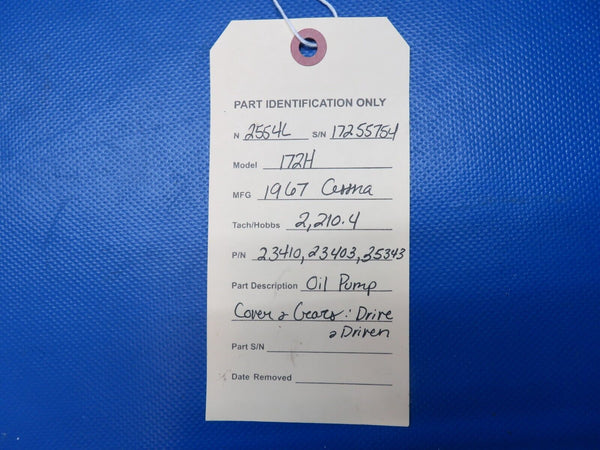 PART IDENTIFICATION ONLY
N 2554L S/N 17255754
Model 172H
MFG 1967 Cessna
Tach/Hobbs 2,210.4
P/N 23410, 23403, 25343
Part Description Oil Pump
Cover & Gears: Drive
& Driven
Part S/N
Date Removed